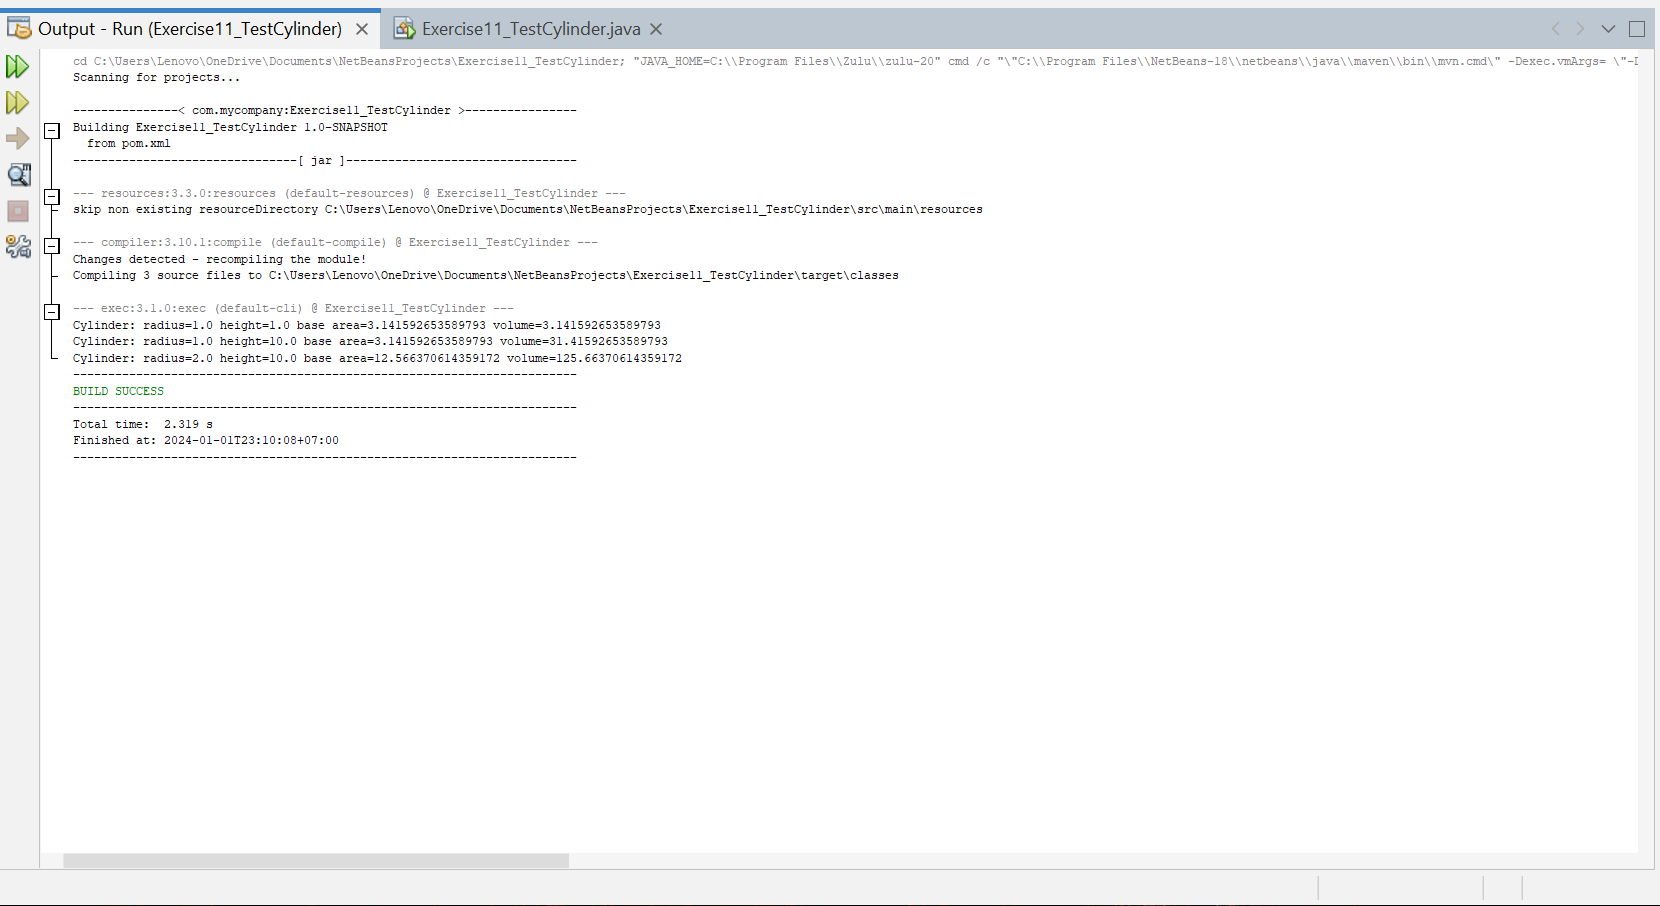 Output - Run (Exercise11_TestCylinder)
Exercise11_TestCylinder.java
cd C:\Users\Lenovo\OneDrive\Documents\NetBeansProjects\Exercise11_TestCylinder; "JAVA_HOME=C:\\Program Files\\Zulu\\zulu-20" cmd /c "\"C:\\Program Files\\NetBeans-18\\netbeans\\java\\maven\\bin\\mvn.cmd\" -Dexec.vmArgs= \"-D
Scanning for projects...
---------------< com.mycompany:Exercise11_TestCylinder >----------------
Building Exercise11_TestCylinder 1.0-SNAPSHOT
from pom.xml
--------------------------------[ jar ]---------------------------------
--- resources:3.3.0:resources (default-resources) @ Exercise11_TestCylinder ---
skip non existing resourceDirectory C:\Users\Lenovo\OneDrive\Documents\NetBeansProjects\Exercise11_TestCylinder\src\main\resources
--- compiler:3.10.1:compile (default-compile) @ Exercise11_TestCylinder ---
Changes detected - recompiling the module!
Compiling 3 source files to C:\Users\Lenovo\OneDrive\Documents\NetBeansProjects\Exercise11_TestCylinder\target\classes
--- exec:3.1.0:exec (default-cli) @ Exercise11_TestCylinder ---
Cylinder: radius=1.0 height=1.0 base area=3.141592653589793 volume=3.141592653589793
Cylinder: radius=1.0 height=10.0 base area=3.141592653589793 volume=31.41592653589793
Cylinder: radius=2.0 height=10.0 base area=12.566370614359172 volume=125.66370614359172
------------------------------------------------------------------------
BUILD SUCCESS
------------------------------------------------------------------------
Total time:  2.319 s
Finished at: 2024-01-01T23:10:08+07:00
------------------------------------------------------------------------